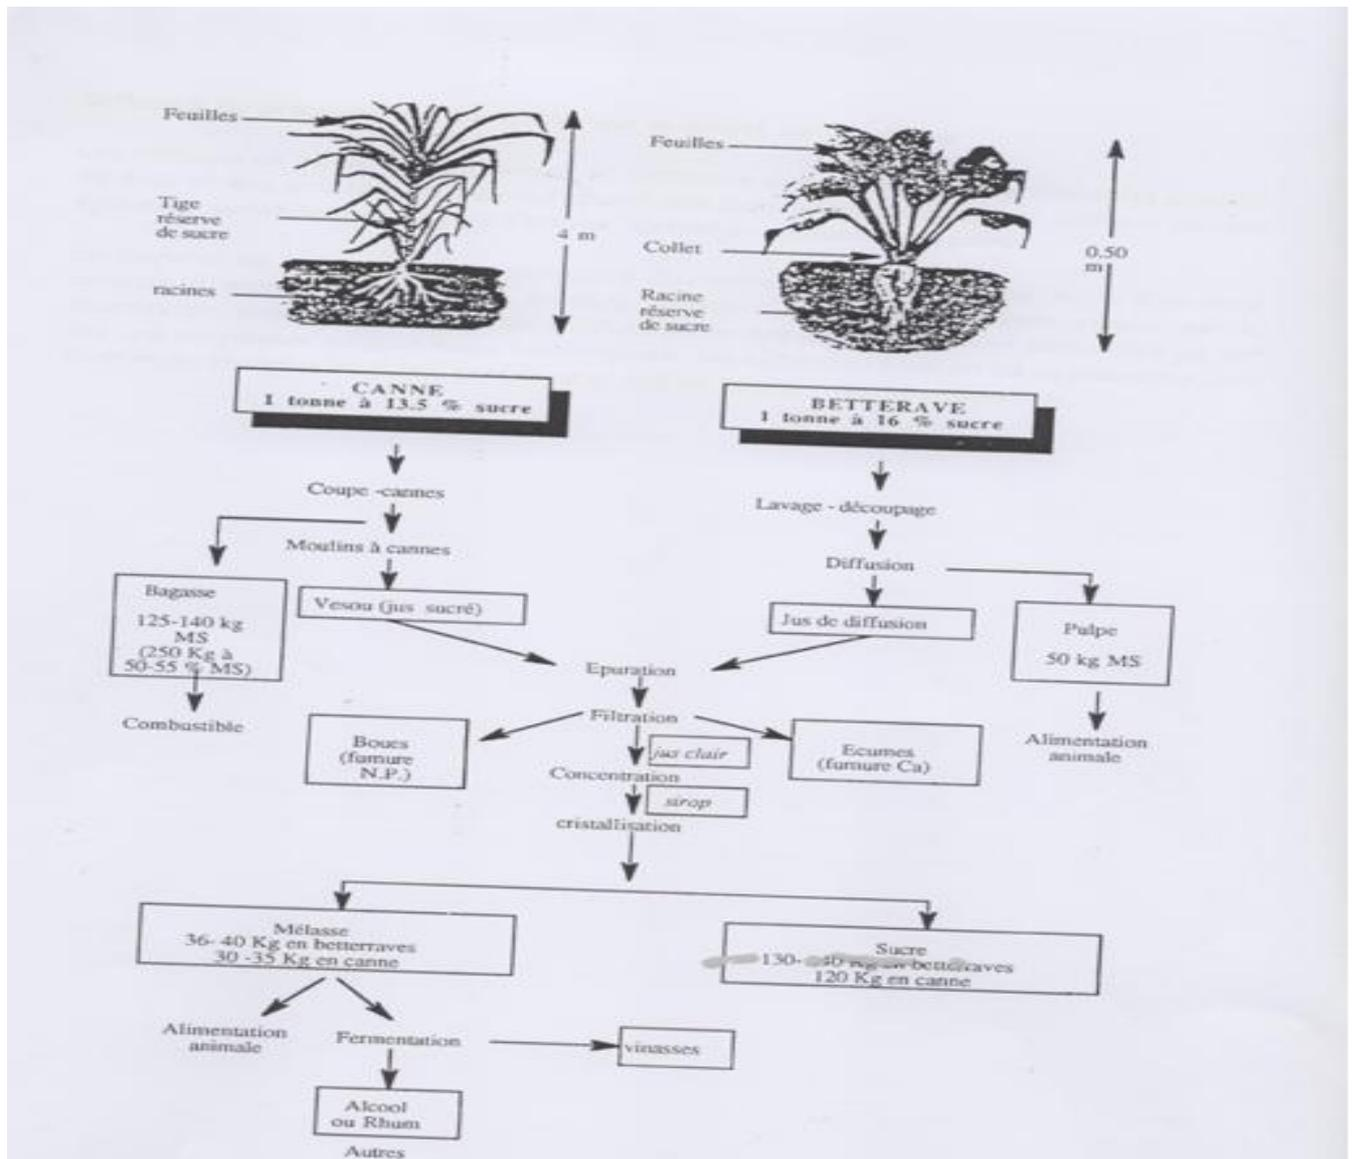 Feuilles
Tige
réserve
de sucre
racines
4 m
Feuilles
Collet
Racine
réserve
de sucre
0.50
m
CANNE
1 tonne à 13.5 % sucre
BETTERAVE
1 tonne à 16 % sucre
Coupe -cannes
Moulins à cannes
Bagasse
125-140 kg
MS
(250 Kg à
50-55 % MS)
Combustible
Vesou (jus sucré)
Lavage - découpage
Diffusion
Jus de diffusion
Pulpe
50 kg MS
Alimentation
animale
Epuration
Filtration
Boues
(fumure
N.P.)
jus clair
Ecumes
(fumure Ca)
Concentration
sirop
cristallisation
Mélasse
36- 40 Kg en betterraves
30 -35 Kg en canne
Sucre
130- 40 Kg en betterraves
120 Kg en canne
Alimentation
animale
Fermentation
vinasses
Alcool
ou Rhum
Autres